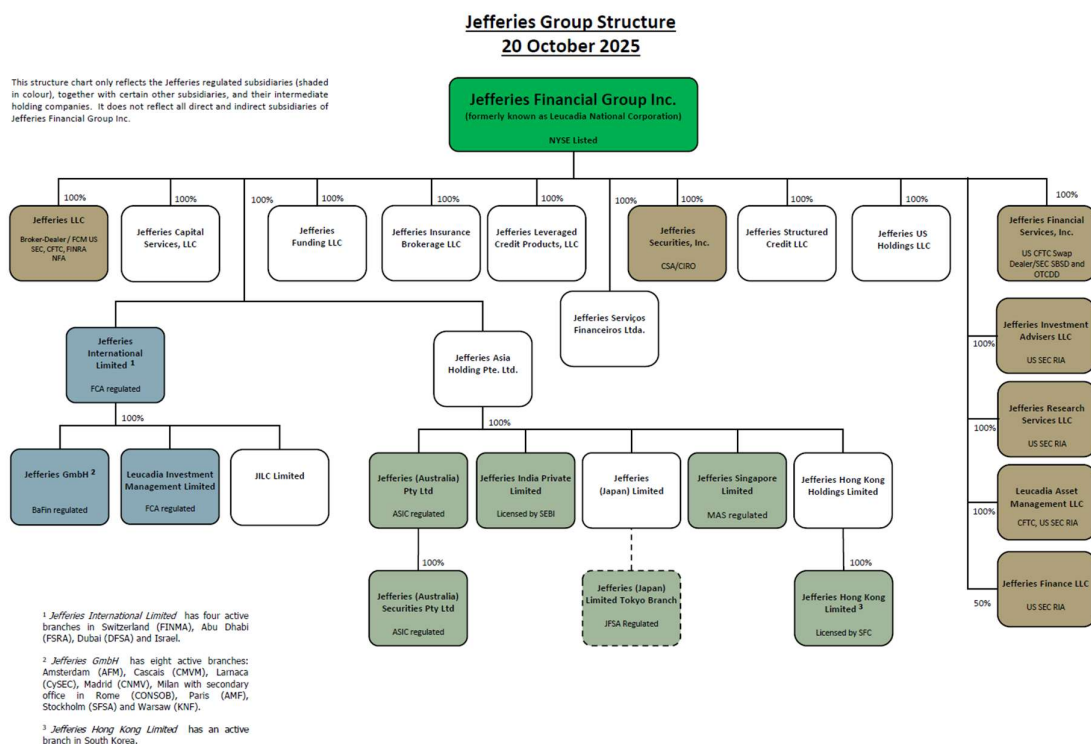 Jefferies Group Structure
20 October 2025
This structure chart only reflects the Jefferies regulated subsidiaries (shaded
in colour), together with certain other subsidiaries, and their intermediate
holding companies. It does not reflect all direct and indirect subsidiaries of
Jefferies Financial Group Inc.
Jefferies Financial Group Inc.
(formerly known as Leucadia National Corporation)
NYSE Listed
100%
100%
100%
100%
100%
100%
100%
100%
100%
100%
100%
Jefferies LLC
Broker-Dealer / FCM US
SEC, CFTC, FINRA
NFA
Jefferies Capital
Services, LLC
Jefferies
Funding LLC
Jefferies Insurance
Brokerage LLC
Jefferies Leveraged
Credit Products, LLC
Jefferies
Securities, Inc.
CSA/CIRO
Jefferies Structured
Credit LLC
Jefferies US
Holdings LLC
Jefferies Financial
Services, Inc.
US CFTC Swap
Dealer/SEC SBSD and
OTCDD
Jefferies Serviços
Financeiros Ltda.
Jefferies
International
Limited 1
FCA regulated
Jefferies Asia
Holding Pte. Ltd.
100%
Jefferies Investment
Advisers LLC
US SEC RIA
100%
Jefferies Research
Services LLC
US SEC RIA
100%
Leucadia Asset
Management LLC
CFTC, US SEC RIA
50%
Jefferies Finance LLC
US SEC RIA
100%
100%
Jefferies GmbH 2
BaFin regulated
Leucadia Investment
Management Limited
FCA regulated
JILC Limited
Jefferies (Australia)
Pty Ltd
ASIC regulated
Jefferies India Private
Limited
Licensed by SEBI
Jefferies
(Japan) Limited
Jefferies Singapore
Limited
MAS regulated
Jefferies Hong Kong
Holdings Limited
100%
100%
Jefferies (Australia)
Securities Pty Ltd
ASIC regulated
Jefferies (Japan)
Limited Tokyo Branch
JFSA Regulated
Jefferies Hong Kong
Limited 3
Licensed by SFC
1 Jefferies International Limited has four active
branches in Switzerland (FINMA), Abu Dhabi
(FSRA), Dubai (DFSA) and Israel.
2 Jefferies GmbH has eight active branches:
Amsterdam (AFM), Cascais (CMVM), Larnaca
(CySEC), Madrid (CNMV), Milan with secondary
office in Rome (CONSOB), Paris (AMF),
Stockholm (SFSA) and Warsaw (KNF).
3 Jefferies Hong Kong Limited has an active
branch in South Korea.